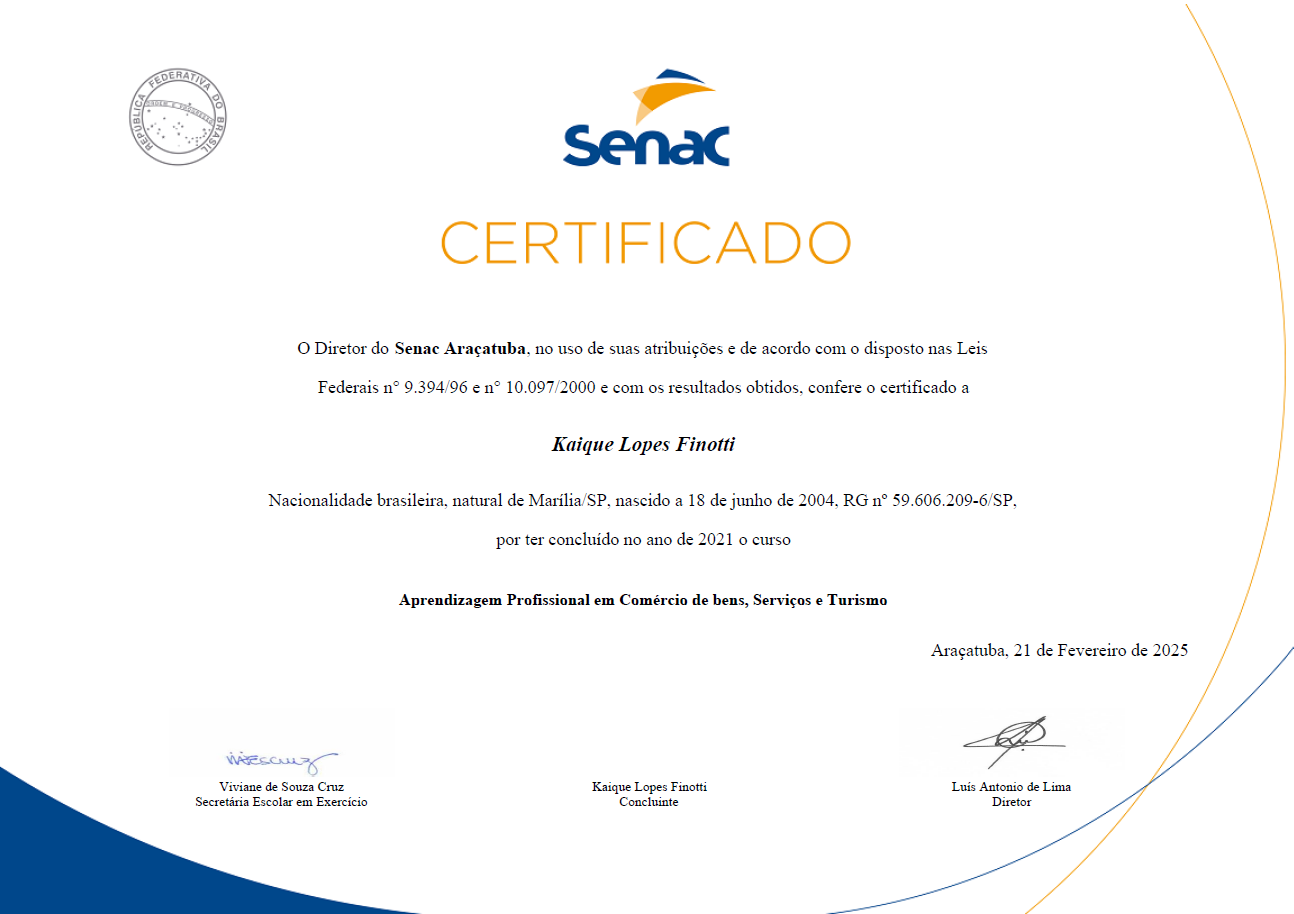 REPÚBLICA FEDERATIVA DO BRASIL
ORDEM E PROGRESSO
Senac
CERTIFICADO
O Diretor do Senac Araçatuba, no uso de suas atribuições e de acordo com o disposto nas Leis
Federais n° 9.394/96 e n° 10.097/2000 e com os resultados obtidos, confere o certificado a
Kaique Lopes Finotti
Nacionalidade brasileira, natural de Marília/SP, nascido a 18 de junho de 2004, RG nº 59.606.209-6/SP,
por ter concluído no ano de 2021 o curso
Aprendizagem Profissional em Comércio de bens, Serviços e Turismo
Araçatuba, 21 de Fevereiro de 2025
Viviane de Souza Cruz
Secretária Escolar em Exercício
Kaique Lopes Finotti
Concluinte
Luís Antonio de Lima
Diretor